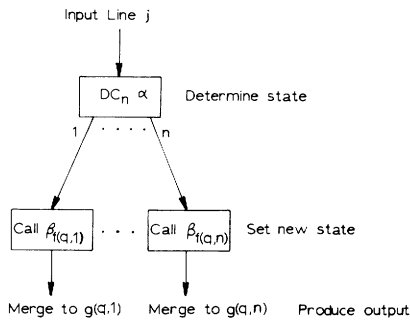 Input Line j
DCn α Determine state
1 · · · · · n
Call βf(q,1) · · · Call βf(q,n) Set new state
Merge to g(q,1) Merge to g(q,n) Produce output